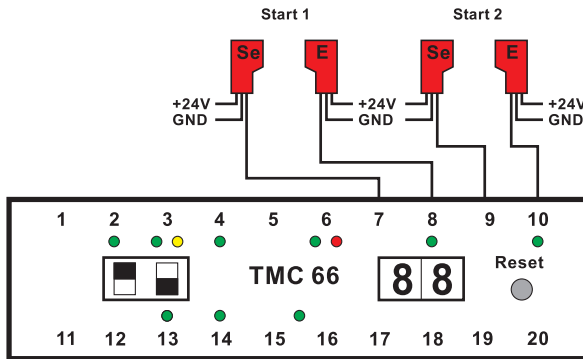 Start 1 Start 2
Se E Se E
+24V +24V +24V
GND GND GND
1 2 3 4 5 6 7 8 9 10
TMC 66 88 Reset
11 12 13 14 15 16 17 18 19 20